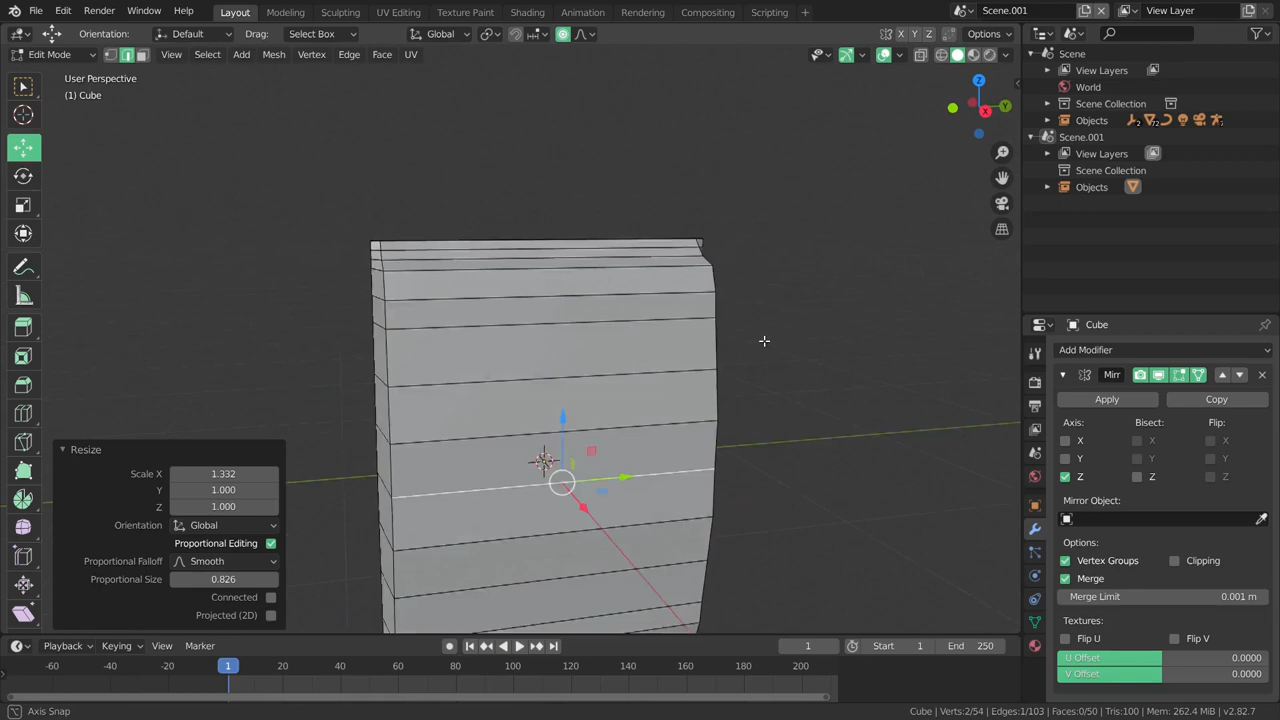 File Edit Render Window Help Layout Modeling Sculpting UV Editing Texture Paint Shading Animation Rendering Compositing Scripting + Scene.001 View Layer
Orientation: Default Drag: Select Box Global X Y Z Options
Edit Mode View Select Add Mesh Vertex Edge Face UV
User Perspective
(1) Cube
Z
Y
X
Scene
View Layers
World
Scene Collection
Objects 2 72 7
Scene.001
View Layers
Scene Collection
Objects
Cube
Add Modifier
Mirr
Apply Copy
Axis: Bisect: Flip:
X X X
Y Y Y
Z Z Z
Mirror Object:
Options:
Vertex Groups Clipping
Merge
Merge Limit 0.001 m
Textures:
Flip U Flip V
U Offset 0.0000
V Offset 0.0000
Resize
Scale X 1.332
Y 1.000
Z 1.000
Orientation Global
Proportional Editing
Proportional Falloff Smooth
Proportional Size 0.826
Connected
Projected (2D)
Playback Keying View Marker 1 Start 1 End 250
-60 -40 -20 1 20 40 60 80 100 120 140 160 180 200
Axis Snap Cube | Verts:2/54 | Edges:1/103 | Faces:0/50 | Tris:100 | Mem: 262.4 MiB | v2.82.7